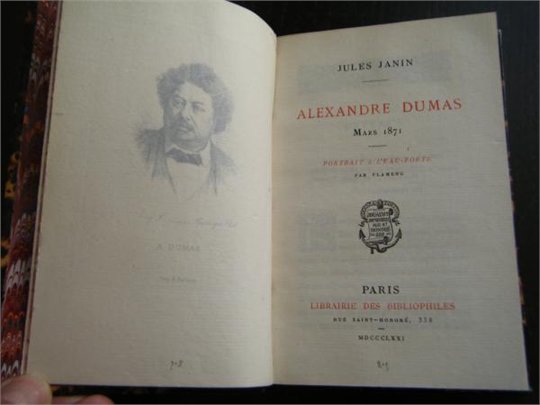 A. DUMAS
JULES JANIN
ALEXANDRE DUMAS
MARS 1871
PORTRAIT A L'EAU-FORTE
PAR FLAMENG
PARIS
LIBRAIRIE DES BIBLIOPHILES
RUE SAINT-HONORÉ, 338
MDCCCLXXI